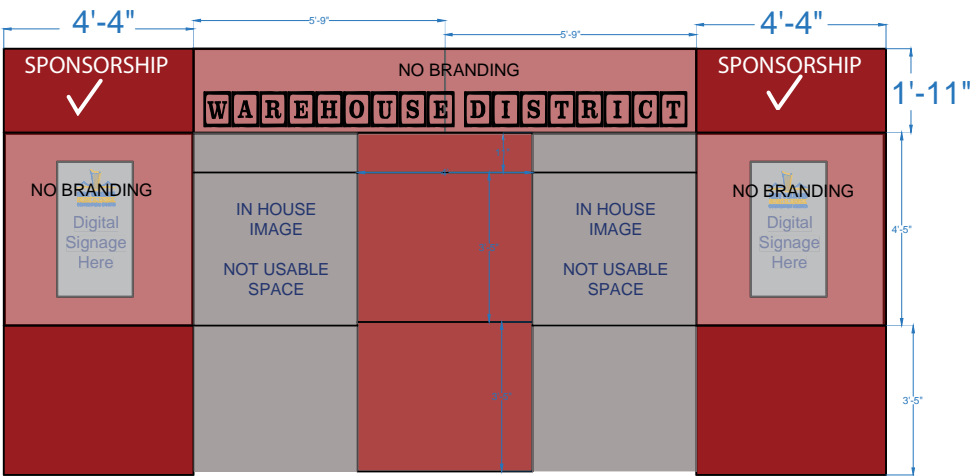 4'-4"
5'-9"
5'-9"
4'-4"
SPONSORSHIP
NO BRANDING
SPONSORSHIP
1'-11"
WAREHOUSE DISTRICT
NO BRANDING
Digital
Signage
Here
IN HOUSE
IMAGE
NOT USABLE
SPACE
IN HOUSE
IMAGE
NOT USABLE
SPACE
NO BRANDING
Digital
Signage
Here
4'-5"
3'-5"